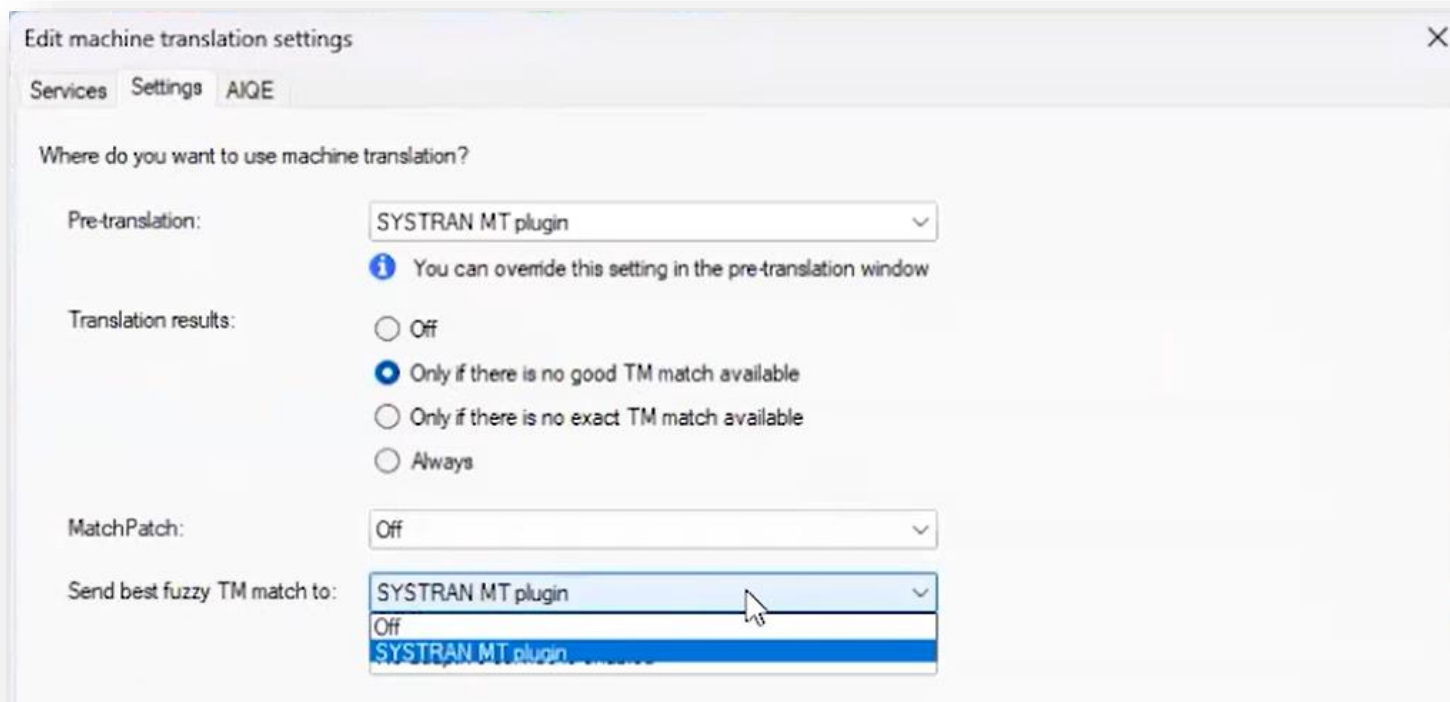 Edit machine translation settings
Services Settings AIQE
Where do you want to use machine translation?
Pre-translation: SYSTRAN MT plugin
You can override this setting in the pre-translation window
Translation results:
Off
Only if there is no good TM match available
Only if there is no exact TM match available
Always
MatchPatch: Off
Send best fuzzy TM match to: SYSTRAN MT plugin
Off
SYSTRAN MT plugin